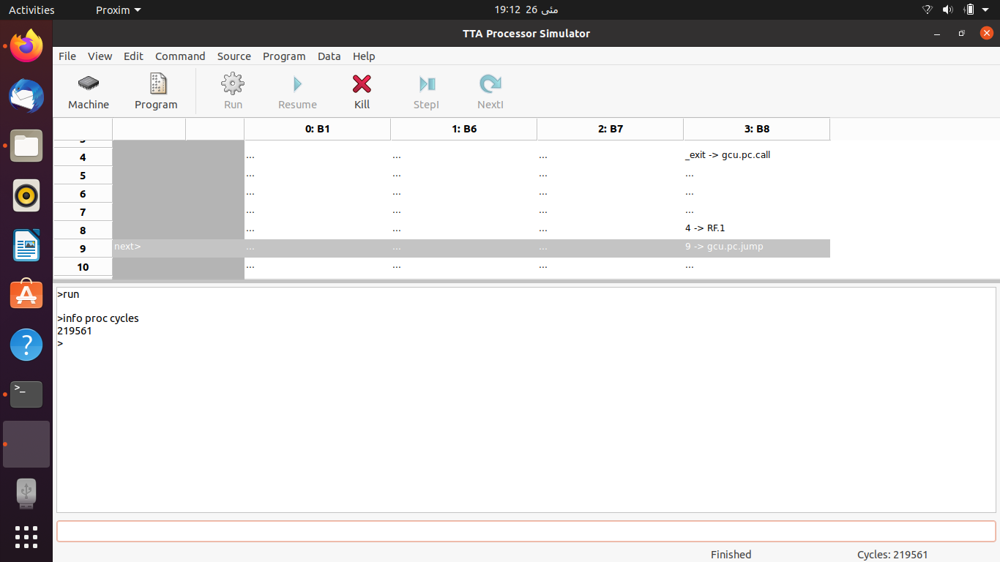 Activities Proxim 19:12 26 مئی
TTA Processor Simulator
File View Edit Command Source Program Data Help
Machine Program Run Resume Kill StepI NextI
0: B1 1: B6 2: B7 3: B8
4 ... ... ... _exit -> gcu.pc.call
5 ... ... ... ...
6 ... ... ... ...
7 ... ... ... ...
8 ... ... ... 4 -> RF.1
9 next> ... ... ... 9 -> gcu.pc.jump
10 ... ... ... ...
>run
>info proc cycles
219561
>
Finished Cycles: 219561